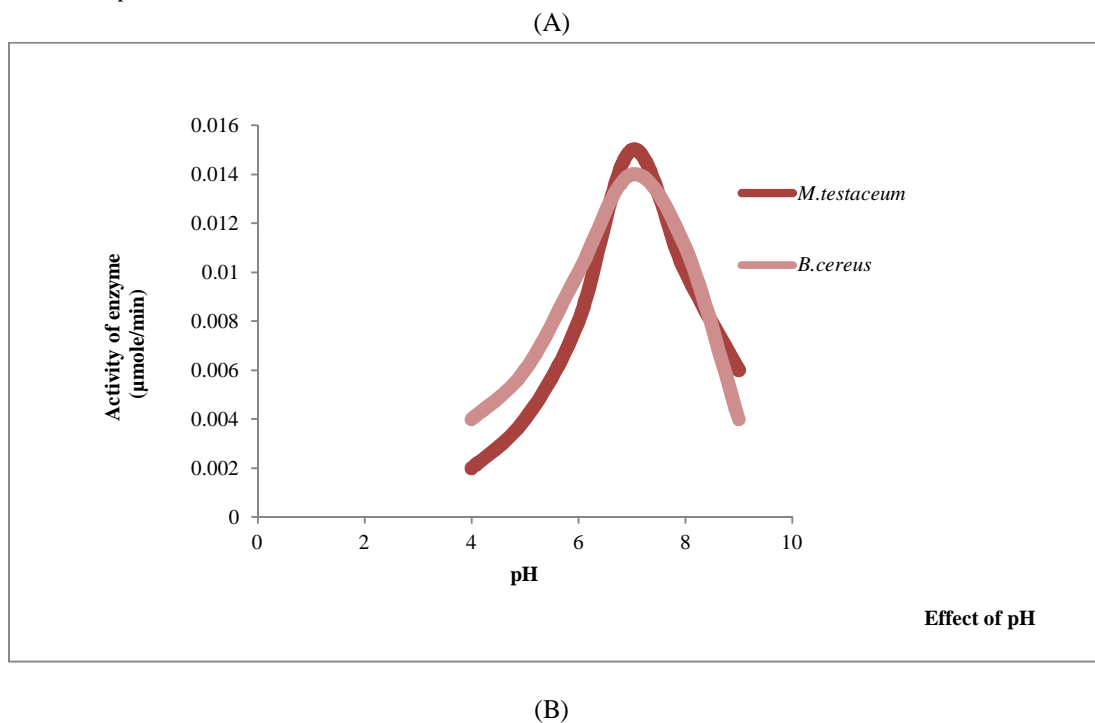 (A)
0.016
0.014
0.012
0.01
0.008
0.006
0.004
0.002
0
0 2 4 6 8 10
Activity of enzyme
(µmole/min)
pH
M.testaceum
B.cereus
Effect of pH
(B)